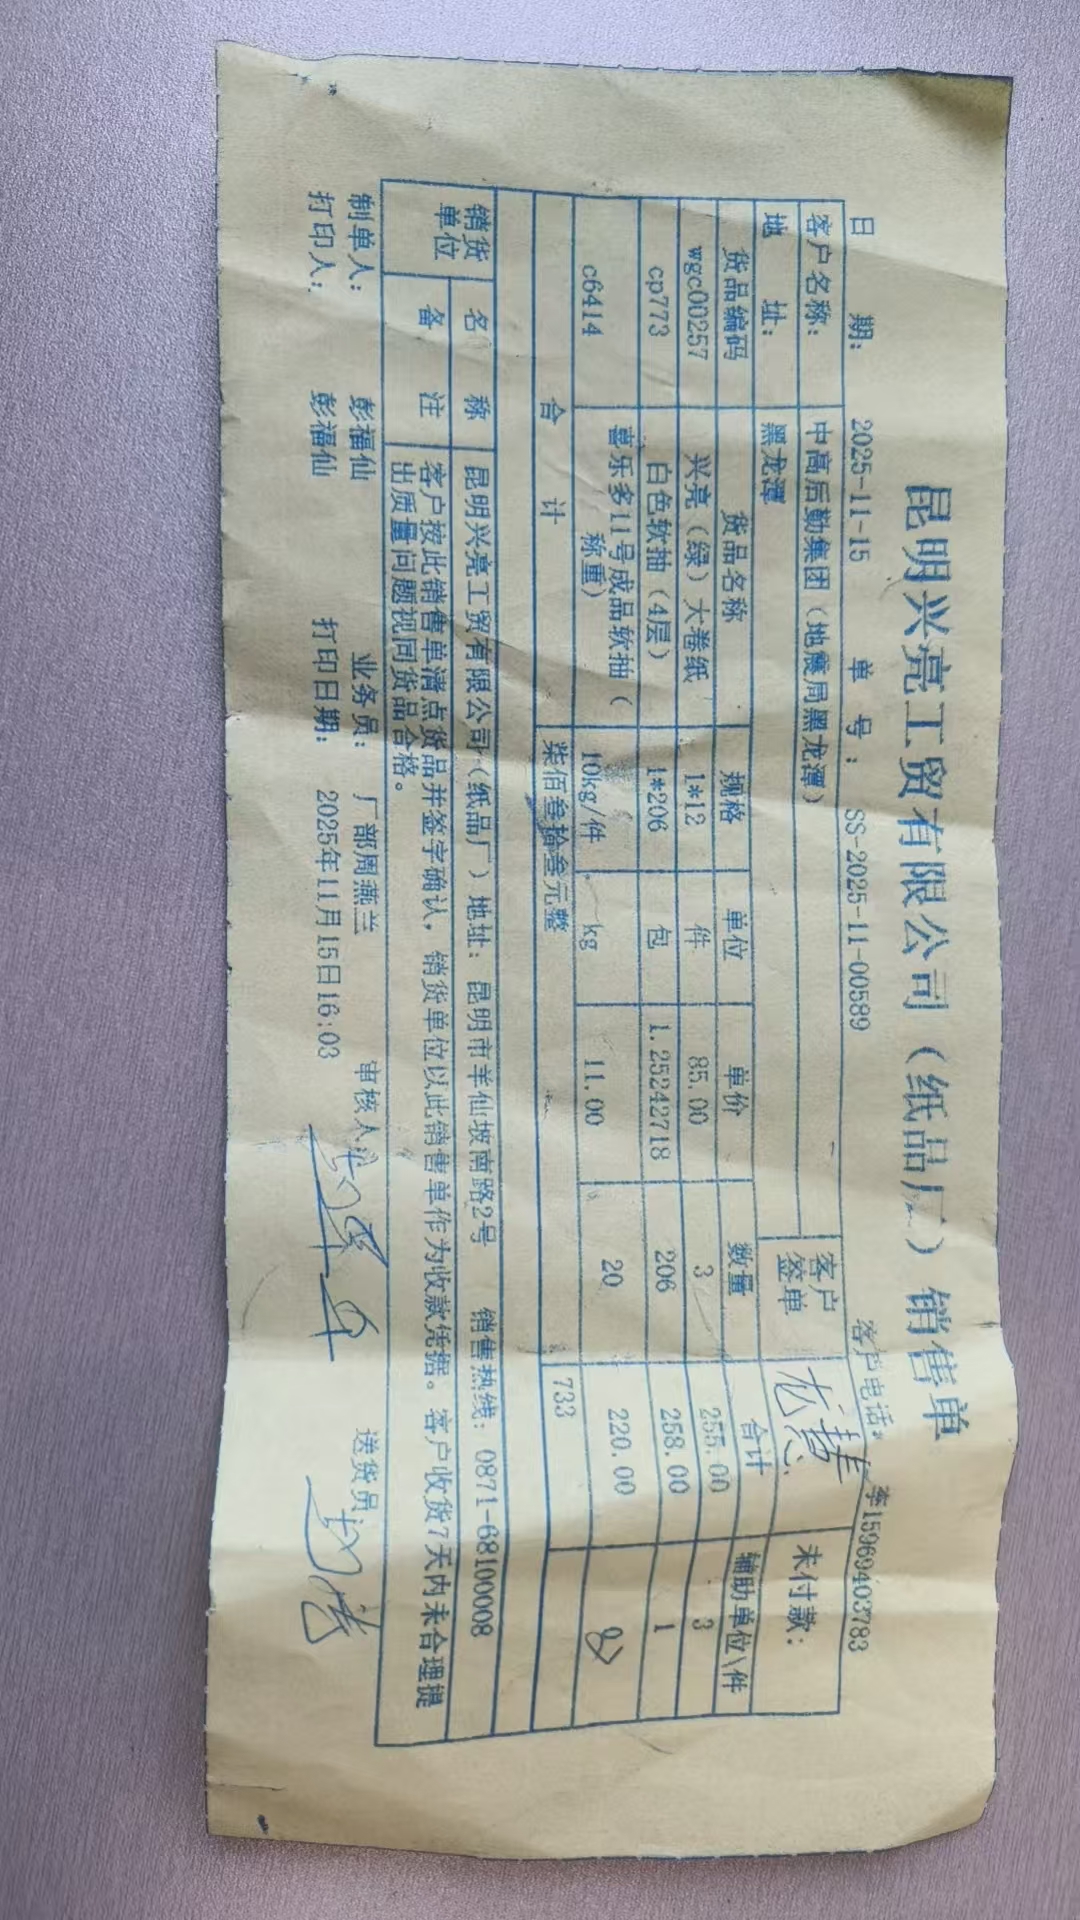 昆明兴亮工贸有限公司（纸品厂）销售单
日 期： 2025-11-15 单 号： SS-2025-11-00589 客户电话： 李15969403783
客户名称： 中高后勤集团（地震局黑龙潭） 客户签单 未付款：
地 址： 黑龙潭
货品编码 货品名称 规格 单位 单价 数量 合计 辅助单位\件
wgc00257 兴亮（绿）大卷纸 1*12 件 85.00 3 255.00 3
cp773 白色软抽（4层） 1*206 包 1.25242718 206 258.00 1
c6414 喜乐多11号成品软抽（称重） 10kg/件 kg 11.00 20 220.00 2
合 计 柒佰叁拾叁元整 733
销货单位 名 称 昆明兴亮工贸有限公司（纸品厂）地址：昆明市羊仙坡南路2号 销售热线：0871-68100008
备 注 客户按此销售单清点货品并签字确认，销货单位以此销售单作为收款凭据。客户收货7天内未合理提
出质量问题视同货品合格。
制单人： 彭福仙 业务员： 厂部周燕兰 审核人 送货员
打印人： 彭福仙 打印日期： 2025年11月15日16:03